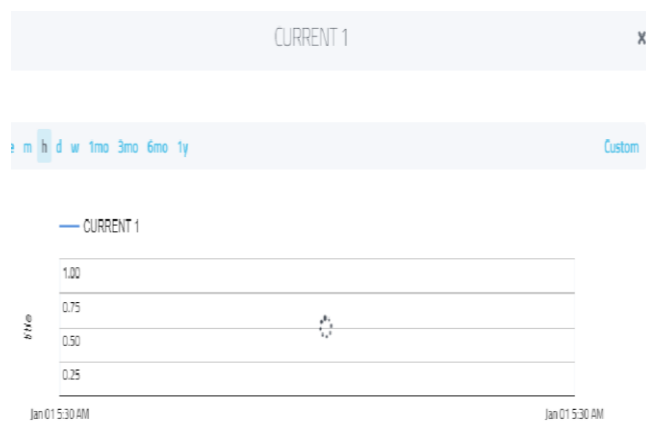 CURRENT 1 x
e m h d w 1mo 3mo 6mo 1y Custom
CURRENT 1
1.00
0.75
title
0.50
0.25
Jan 01 5:30 AM Jan 01 5:30 AM